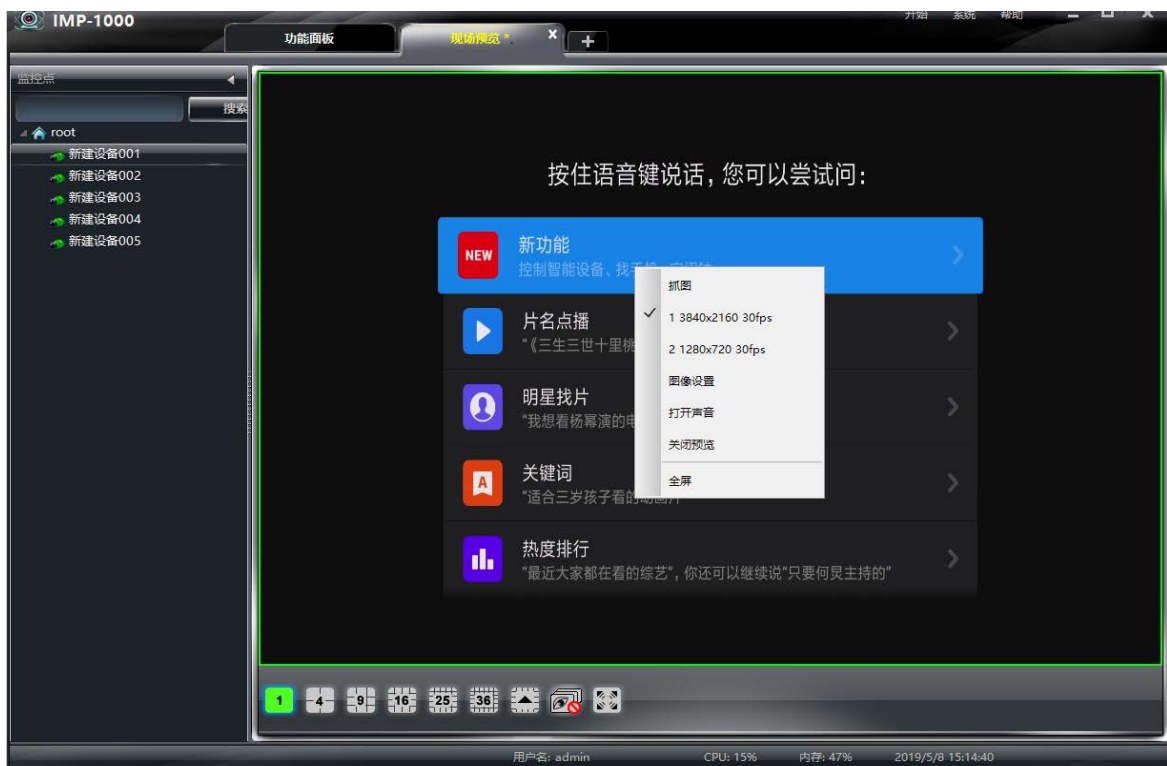 IMP-1000
开始 系统 帮助
功能面板
现场预览 *
监控点
搜索
root
新建设备001
新建设备002
新建设备003
新建设备004
新建设备005
按住语音键说话，您可以尝试问：
NEW
新功能
控制智能设备、找手机
片名点播
“《三生三世十里桃
明星找片
“我想看杨幂演的电
A
关键词
“适合三岁孩子看的动画片”
热度排行
“最近大家都在看的综艺”，你还可以继续说“只要何炅主持的”
抓图
1 3840x2160 30fps
2 1280x720 30fps
图像设置
打开声音
关闭预览
全屏
1 4 9 16 25 36
用户名: admin CPU: 15% 内存: 47% 2019/5/8 15:14:40